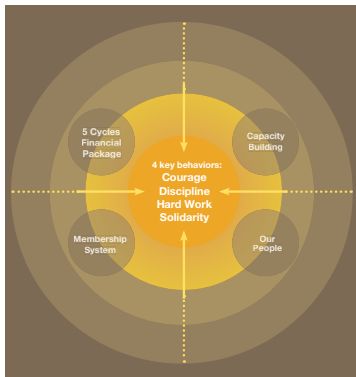 5 Cycles
Financial
Package
Capacity
Building
4 key behaviors:
Courage
Discipline
Hard Work
Solidarity
Membership
System
Our
People